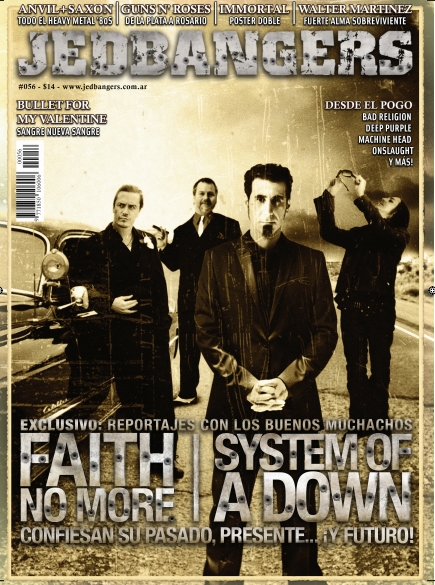 ANVIL+SAXON | GUNS N' ROSES | IMMORTAL | WALTER MARTINEZ
TODO EL HEAVY METAL '80S | DE LA PLATA A ROSARIO | POSTER DOBLE | FUERTE ALMA SOBREVIVIENTE
JEDBANGERS
#056 - $14 - www.jedbangers.com.ar
BULLET FOR
MY VALENTINE
SANGRE NUEVA SANGRE
DESDE EL POGO
BAD RELIGION
DEEP PURPLE
MACHINE HEAD
ONSLAUGHT
Y MÁS!
00056
EXCLUSIVO: REPORTAJES CON LOS BUENOS MUCHACHOS
FAITH
NO MORE
SYSTEM OF
A DOWN
CONFIESAN SU PASADO, PRESENTE... ¡Y FUTURO!